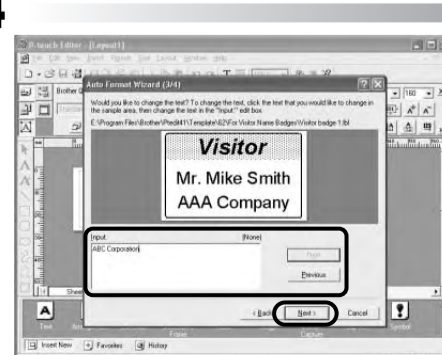 P-touch Editor - [Layout1]
Auto Format Wizard (3/4)
Would you like to change the text? To change the text, click the text that you would like to change in
the sample area, then change the text in the "Input:" edit box.
E:\Program Files\Brother\Ptedit41\Template\62\For Visitor Name Badges\Visitor badge 1.lbl
Visitor
Mr. Mike Smith
AAA Company
Input: (None)
ABC Corporation
Previous
< Back Next > Cancel
A
Text
Frame Capture Symbol
Insert New Favorites History